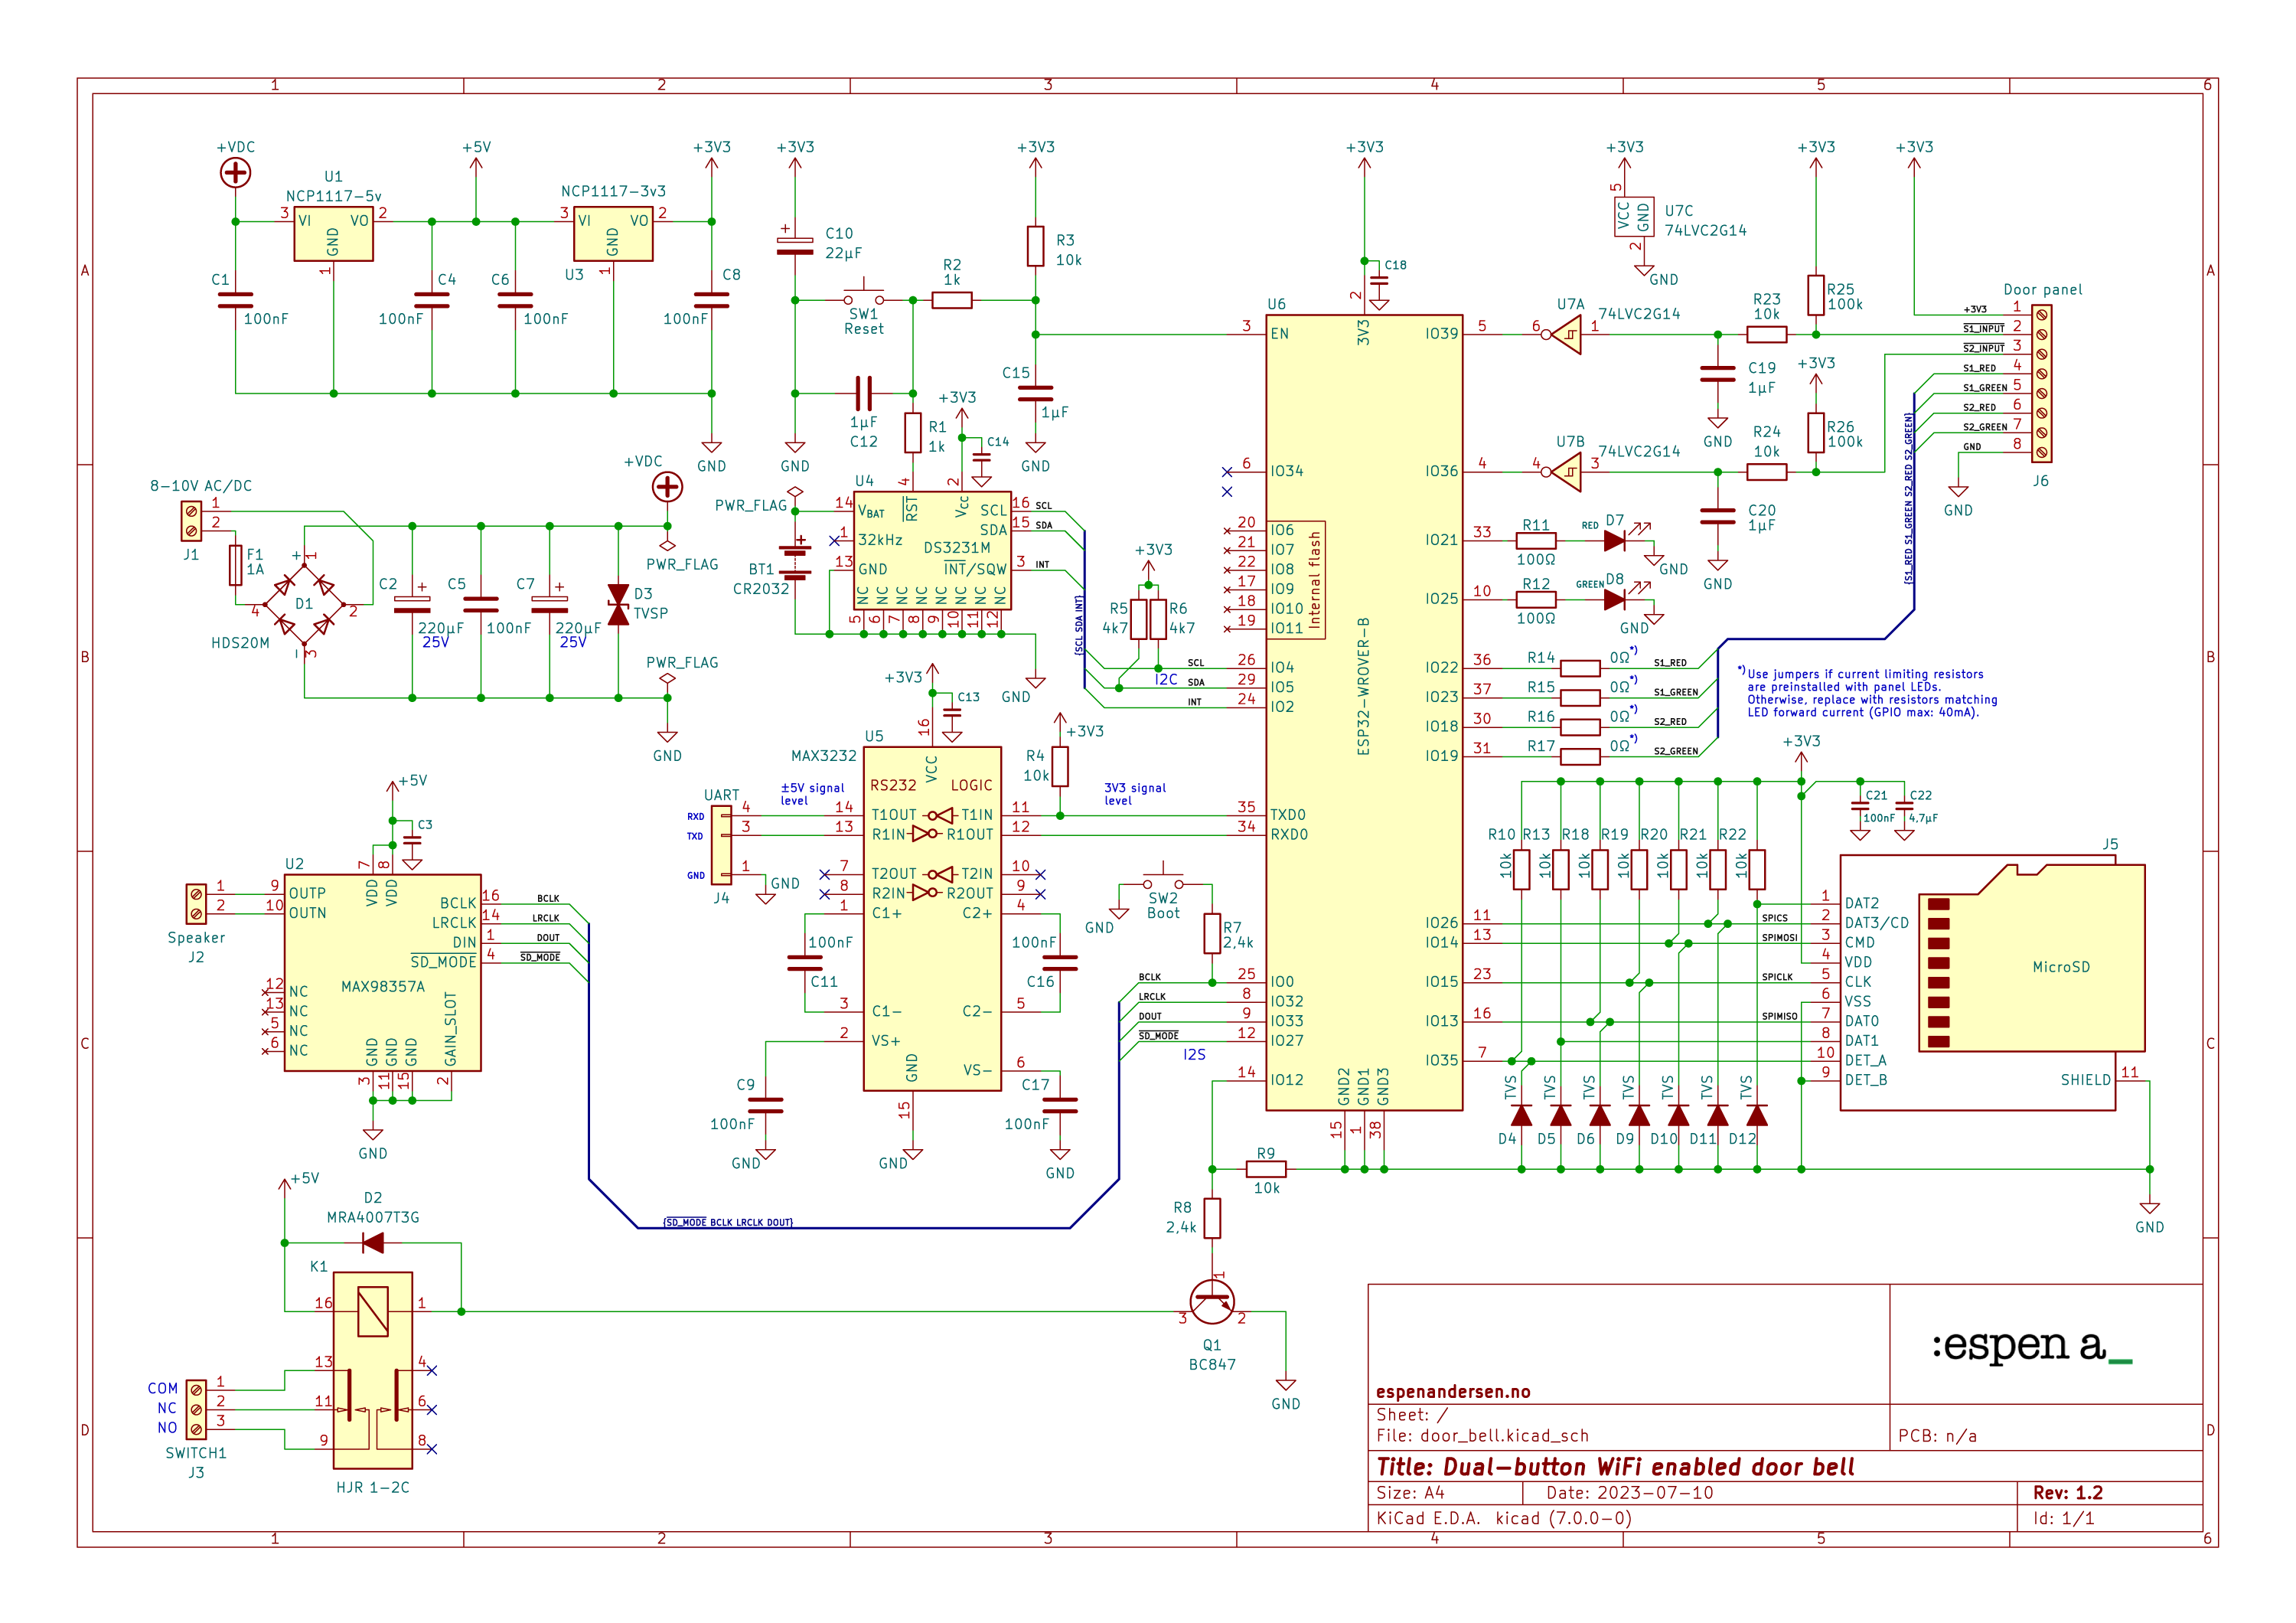 1 2 3 4 5 6
A B C D
+VDC
U1
NCP1117-5v
3 VI VO 2
GND
1
+5V
NCP1117-3v3
3 VI VO 2
GND
U3
1
+3V3
C1
100nF
C4
100nF
C6
100nF
C8
100nF
GND
8-10V AC/DC
1
2
J1
F1
1A
+ 1
4 D1 2
- 3
HDS20M
C2
220µF
25V
C5
100nF
C7
220µF
25V
D3
TVSP
+VDC
PWR_FLAG
PWR_FLAG
GND
+3V3
C10
22µF
SW1
Reset
R2
1k
+3V3
R3
10k
1µF
C12
R1
1k
C15
1µF
GND
GND
+3V3
C14
PWR_FLAG
BT1
CR2032
U4
DS3231M
14 VBAT
1 32kHz
13 GND
4 RST
2 Vcc
16 SCL
15 SDA
3 INT/SQW
NC NC NC NC NC NC NC NC
5 6 7 8 9 10 11 12
SCL
SDA
INT
{SCL SDA INT}
GND
+3V3
R5
4k7
R6
4k7
SCL
I2C SDA
INT
+3V3
C13
U5
MAX3232
16 VCC
RS232 LOGIC
14 T1OUT T1IN 11
13 R1IN R1OUT 12
7 T2OUT T2IN 10
8 R2IN R2OUT 9
1 C1+ C2+ 4
3 C1- C2- 5
2 VS+
VS- 6
GND
15
±5V signal
level
3V3 signal
level
R4
10k
+3V3
UART
RXD 4
TXD 3
GND 1
J4
GND
100nF
C11
100nF
C16
C9
100nF
C17
100nF
GND
GND
GND
+5V
C3
U2
MAX98357A
7 VDD
8 VDD
9 OUTP
10 OUTN
BCLK 16
LRCLK 14
DIN 1
SD_MODE 4
12 NC
13 NC
5 NC
6 NC
GND GND GND GAIN_SLOT
3 11 15 2
GND
1
2
Speaker
J2
BCLK
LRCLK
DOUT
SD_MODE
{SD_MODE BCLK LRCLK DOUT}
+5V
D2
MRA4007T3G
K1
16 1
13 4
11 6
9 8
HJR 1-2C
COM 1
NC 2
NO 3
SWITCH1
J3
GND
SW2
Boot
R7
2,4k
BCLK
LRCLK
DOUT
SD_MODE
I2S
R9
10k
R8
2,4k
1
3 2
Q1
BC847
GND
+3V3
C18
U6
ESP32-WROVER-B
2 3V3
3 EN
6 IO34
20 IO6
21 IO7
22 IO8
17 IO9
18 IO10
19 IO11
Internal flash
26 IO4
29 IO5
24 IO2
35 TXD0
34 RXD0
25 IO0
8 IO32
9 IO33
12 IO27
14 IO12
IO39 5
IO36 4
IO21 33
IO25 10
IO22 36
IO23 37
IO18 30
IO19 31
IO26 11
IO14 13
IO15 23
IO13 16
IO35 7
GND2 GND1 GND3
15 1 38
+3V3
5
VCC GND
2
U7C
74LVC2G14
GND
U7A
6 1
74LVC2G14
U7B
4 3
74LVC2G14
R23
10k
R24
10k
C19
1µF
GND
C20
1µF
GND
+3V3
R25
100k
+3V3
R26
100k
+3V3
Door panel
+3V3 1
S1_INPUT 2
S2_INPUT 3
S1_RED 4
S1_GREEN 5
S2_RED 6
S2_GREEN 7
GND 8
J6
GND
{S1_RED S1_GREEN S2_RED S2_GREEN}
R11
100Ω
RED D7
GND
R12
100Ω
GREEN D8
GND
R14 0Ω*) S1_RED
R15 0Ω*) S1_GREEN
R16 0Ω*) S2_RED
R17 0Ω*) S2_GREEN
*) Use jumpers if current limiting resistors
are preinstalled with panel LEDs.
Otherwise, replace with resistors matching
LED forward current (GPIO max: 40mA).
+3V3
C21
100nF
C22
4,7µF
R10 R13 R18 R19 R20 R21 R22
10k 10k 10k 10k 10k 10k 10k
SPICS
SPIMOSI
SPICLK
SPIMISO
TVS TVS TVS TVS TVS TVS TVS
D4 D5 D6 D9 D10 D11 D12
J5
MicroSD
1 DAT2
2 DAT3/CD
3 CMD
4 VDD
5 CLK
6 VSS
7 DAT0
8 DAT1
10 DET_A
9 DET_B
SHIELD 11
GND
:espen a_
espenandersen.no
Sheet: /
File: door_bell.kicad_sch
PCB: n/a
Title: Dual-button WiFi enabled door bell
Size: A4
Date: 2023-07-10
Rev: 1.2
KiCad E.D.A. kicad (7.0.0-0)
Id: 1/1
1 2 3 4 5 6
A B C D